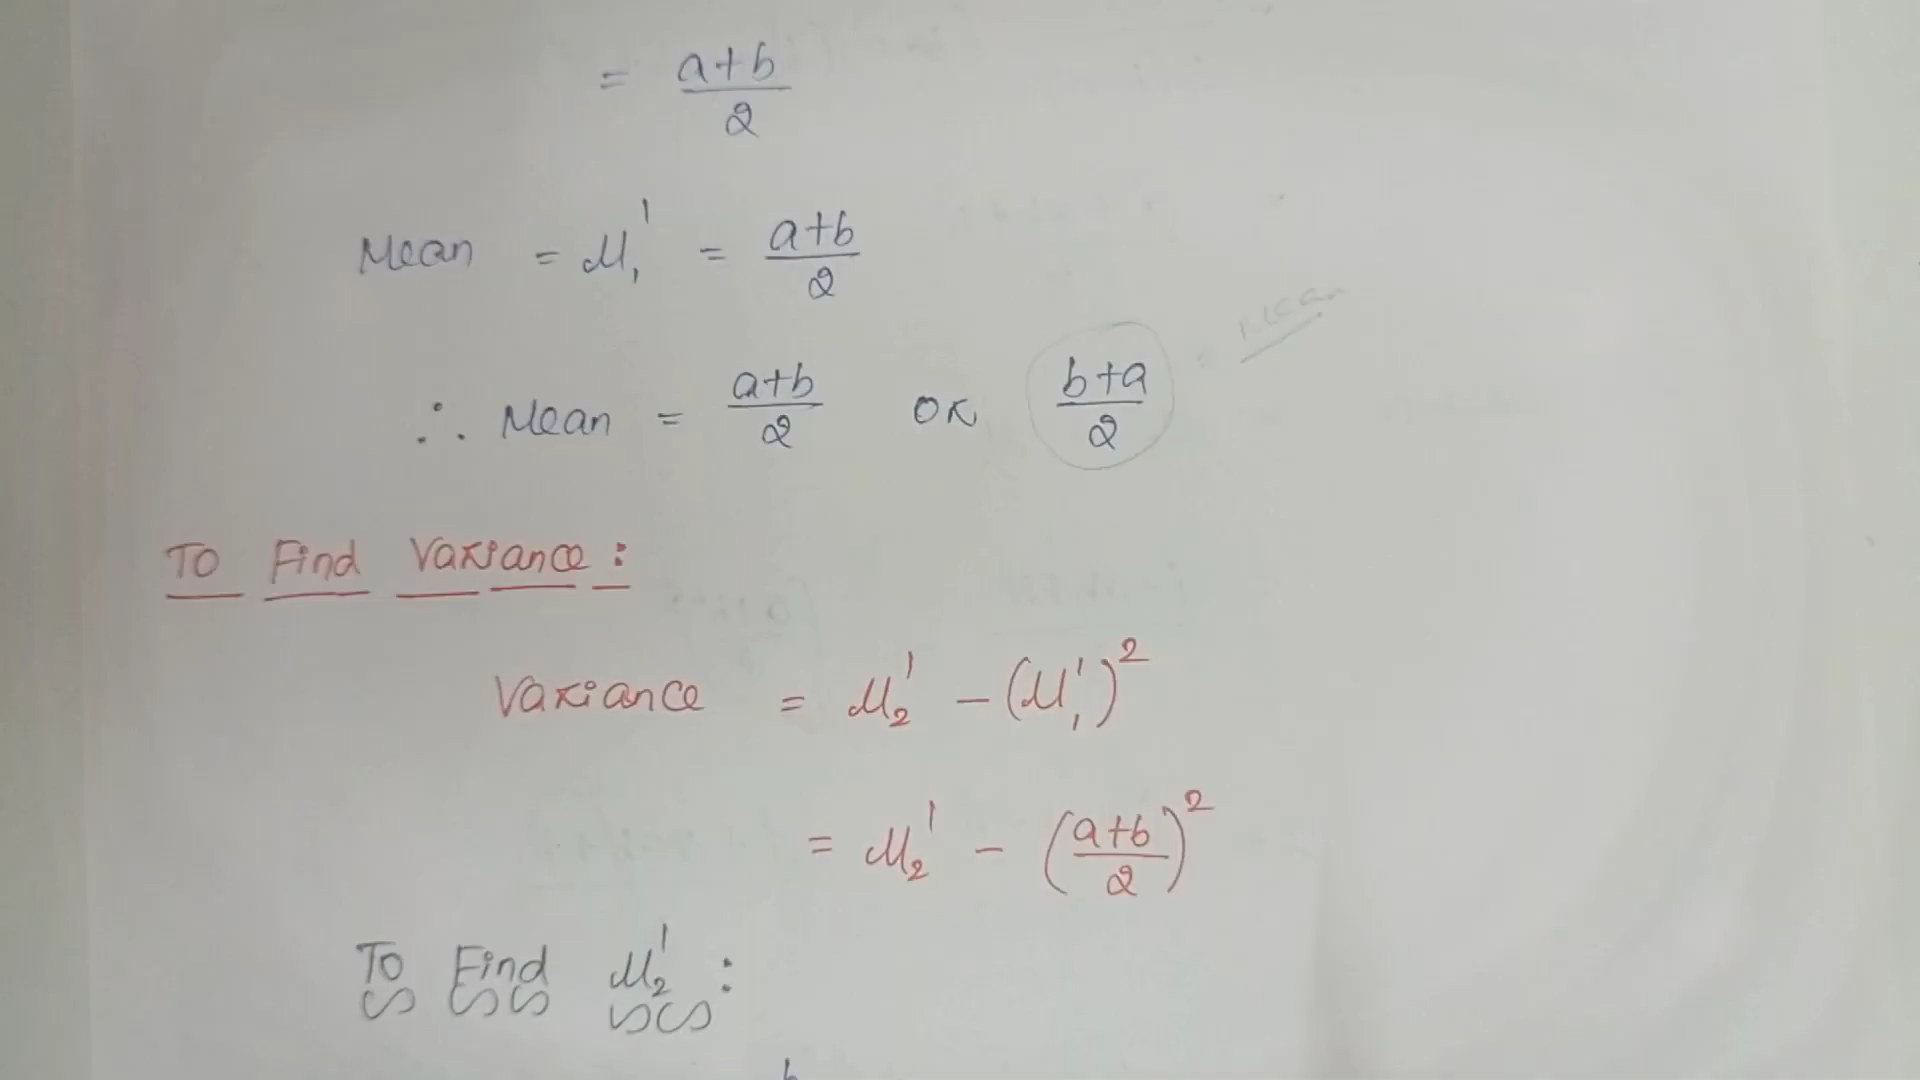 = a+b/2
Mean = μ₁' = a+b/2
∴ Mean = a+b/2 OR b+a/2 Mean
To Find Variance:
Variance = μ₂' - (μ₁')²
= μ₂' - (a+b/2)²
To Find μ₂' :
b